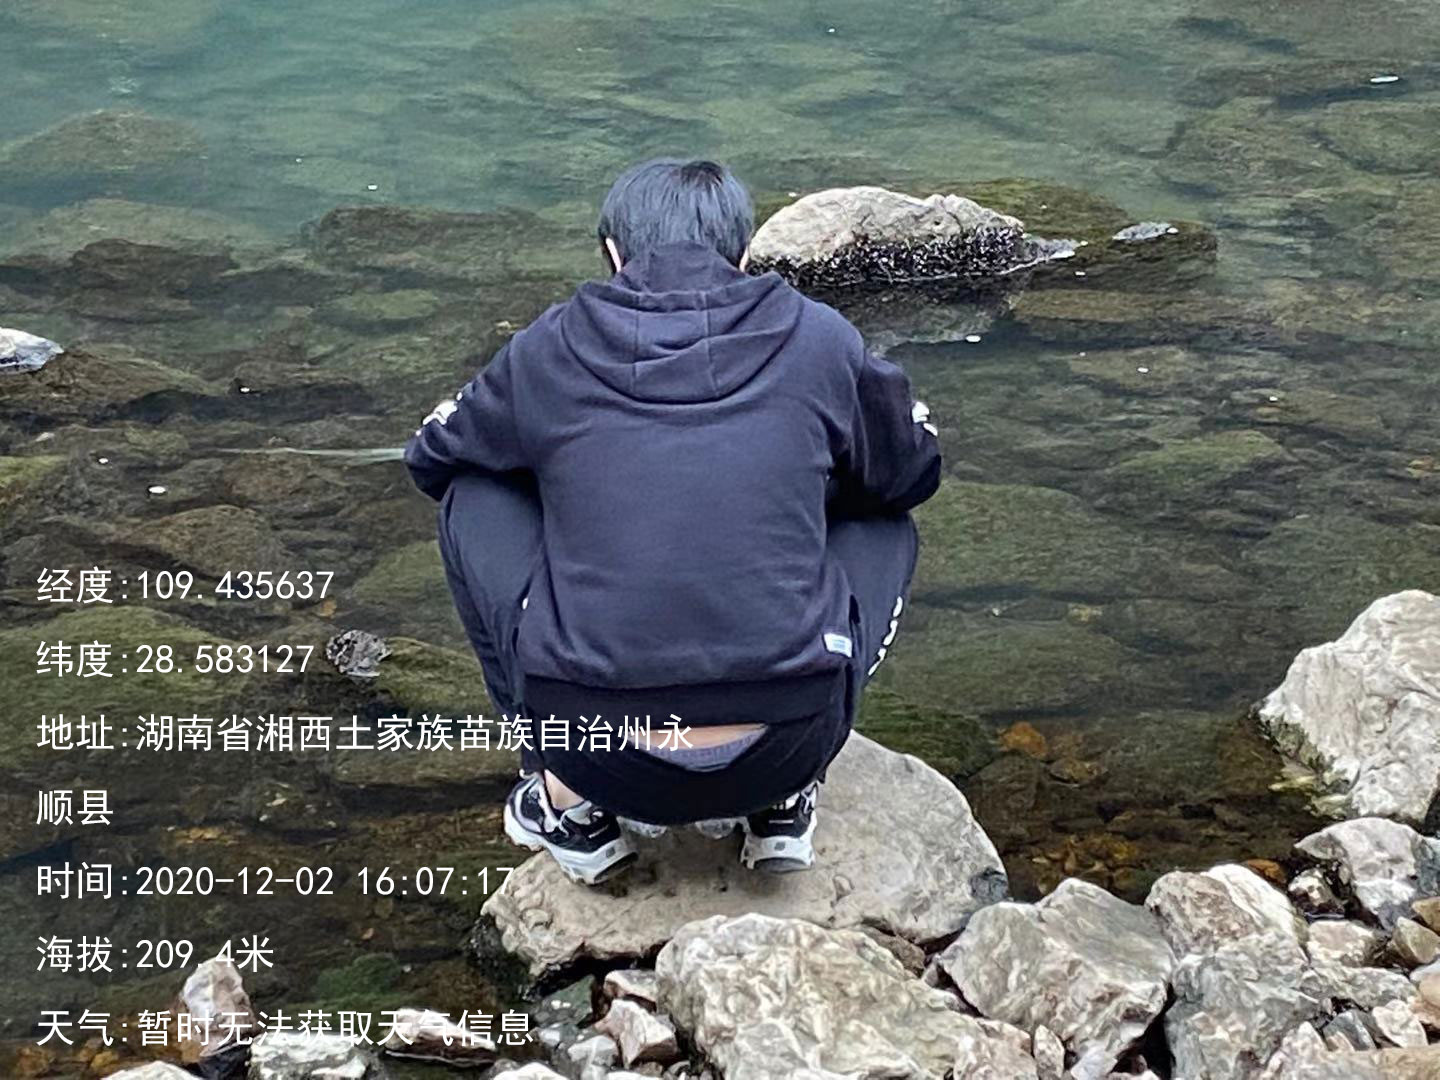 经度:109.435637
纬度:28.583127
地址:湖南省湘西土家族苗族自治州永
顺县
时间:2020-12-02 16:07:17
海拔:209.4米
天气:暂时无法获取天气信息